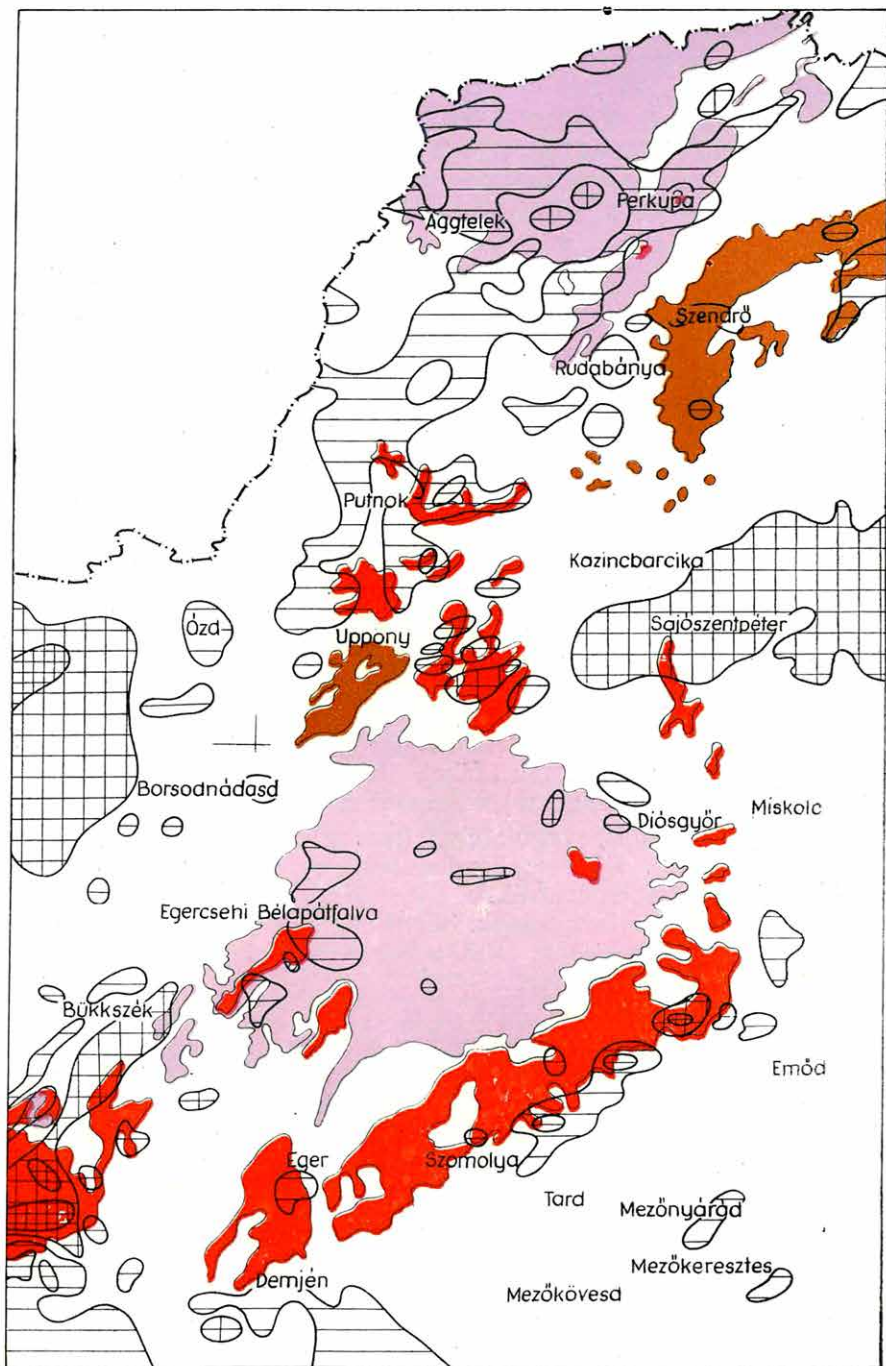 Perkupa
Aggtelek
Szendrő
Rudabánya
Putnok
Kazincbarcika
Ózd
Sajószentpéter
Uppony
Borsodnádasd
Diósgyőr
Miskolc
Egercsehi Bélapátfalva
Bükkszék
Emőd
Eger
Szomolya
Tard
Mezőnyárád
Mezőkeresztes
Demjén
Mezőkövesd